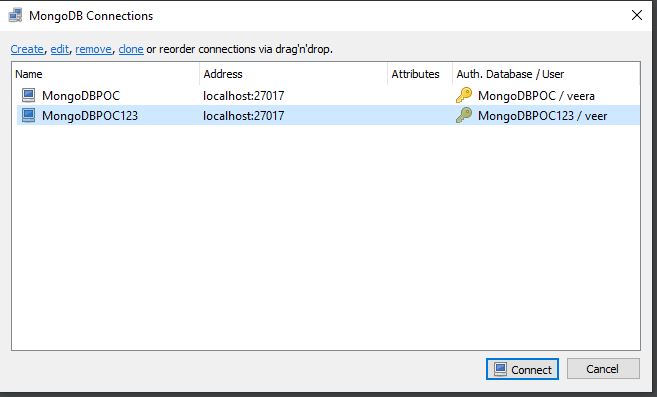 MongoDB Connections
Create, edit, remove, clone or reorder connections via drag'n'drop.
Name Address Attributes Auth. Database / User
MongoDBPOC localhost:27017 MongoDBPOC / veera
MongoDBPOC123 localhost:27017 MongoDBPOC123 / veer
Connect Cancel